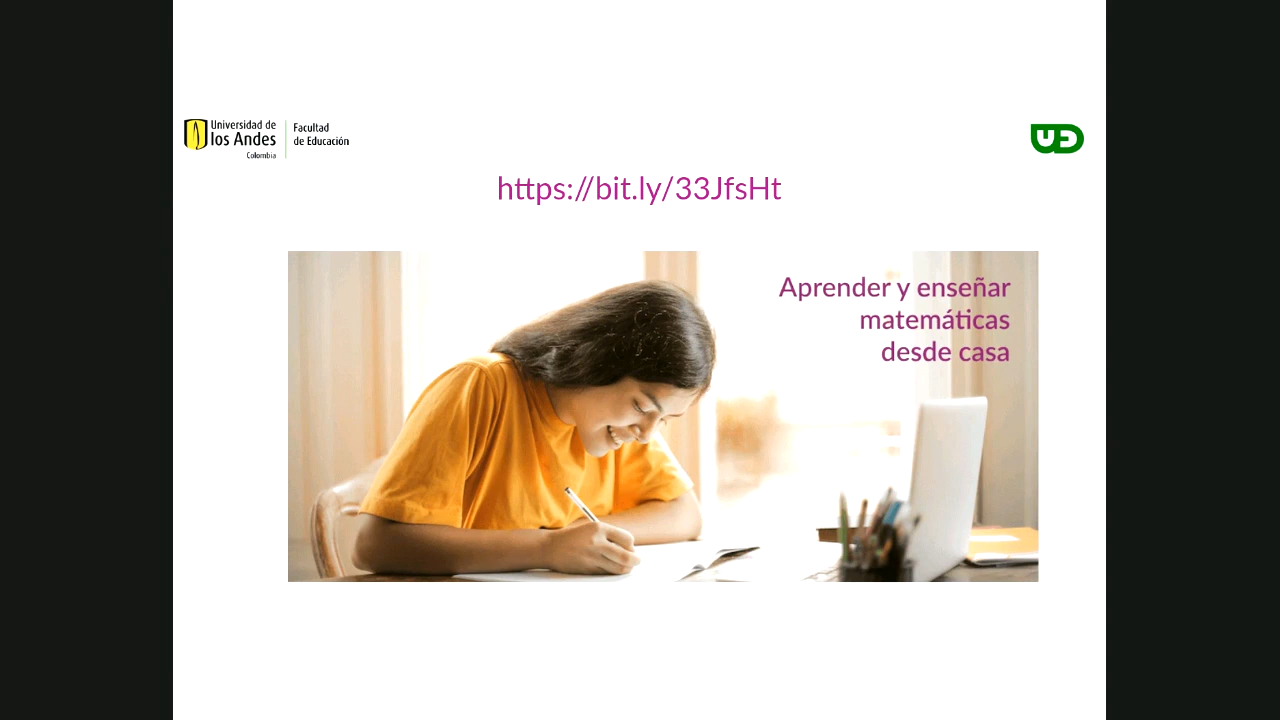 Universidad de
los Andes
Colombia
Facultad
de Educación
https://bit.ly/33JfsHt
Aprender y enseñar
matemáticas
desde casa